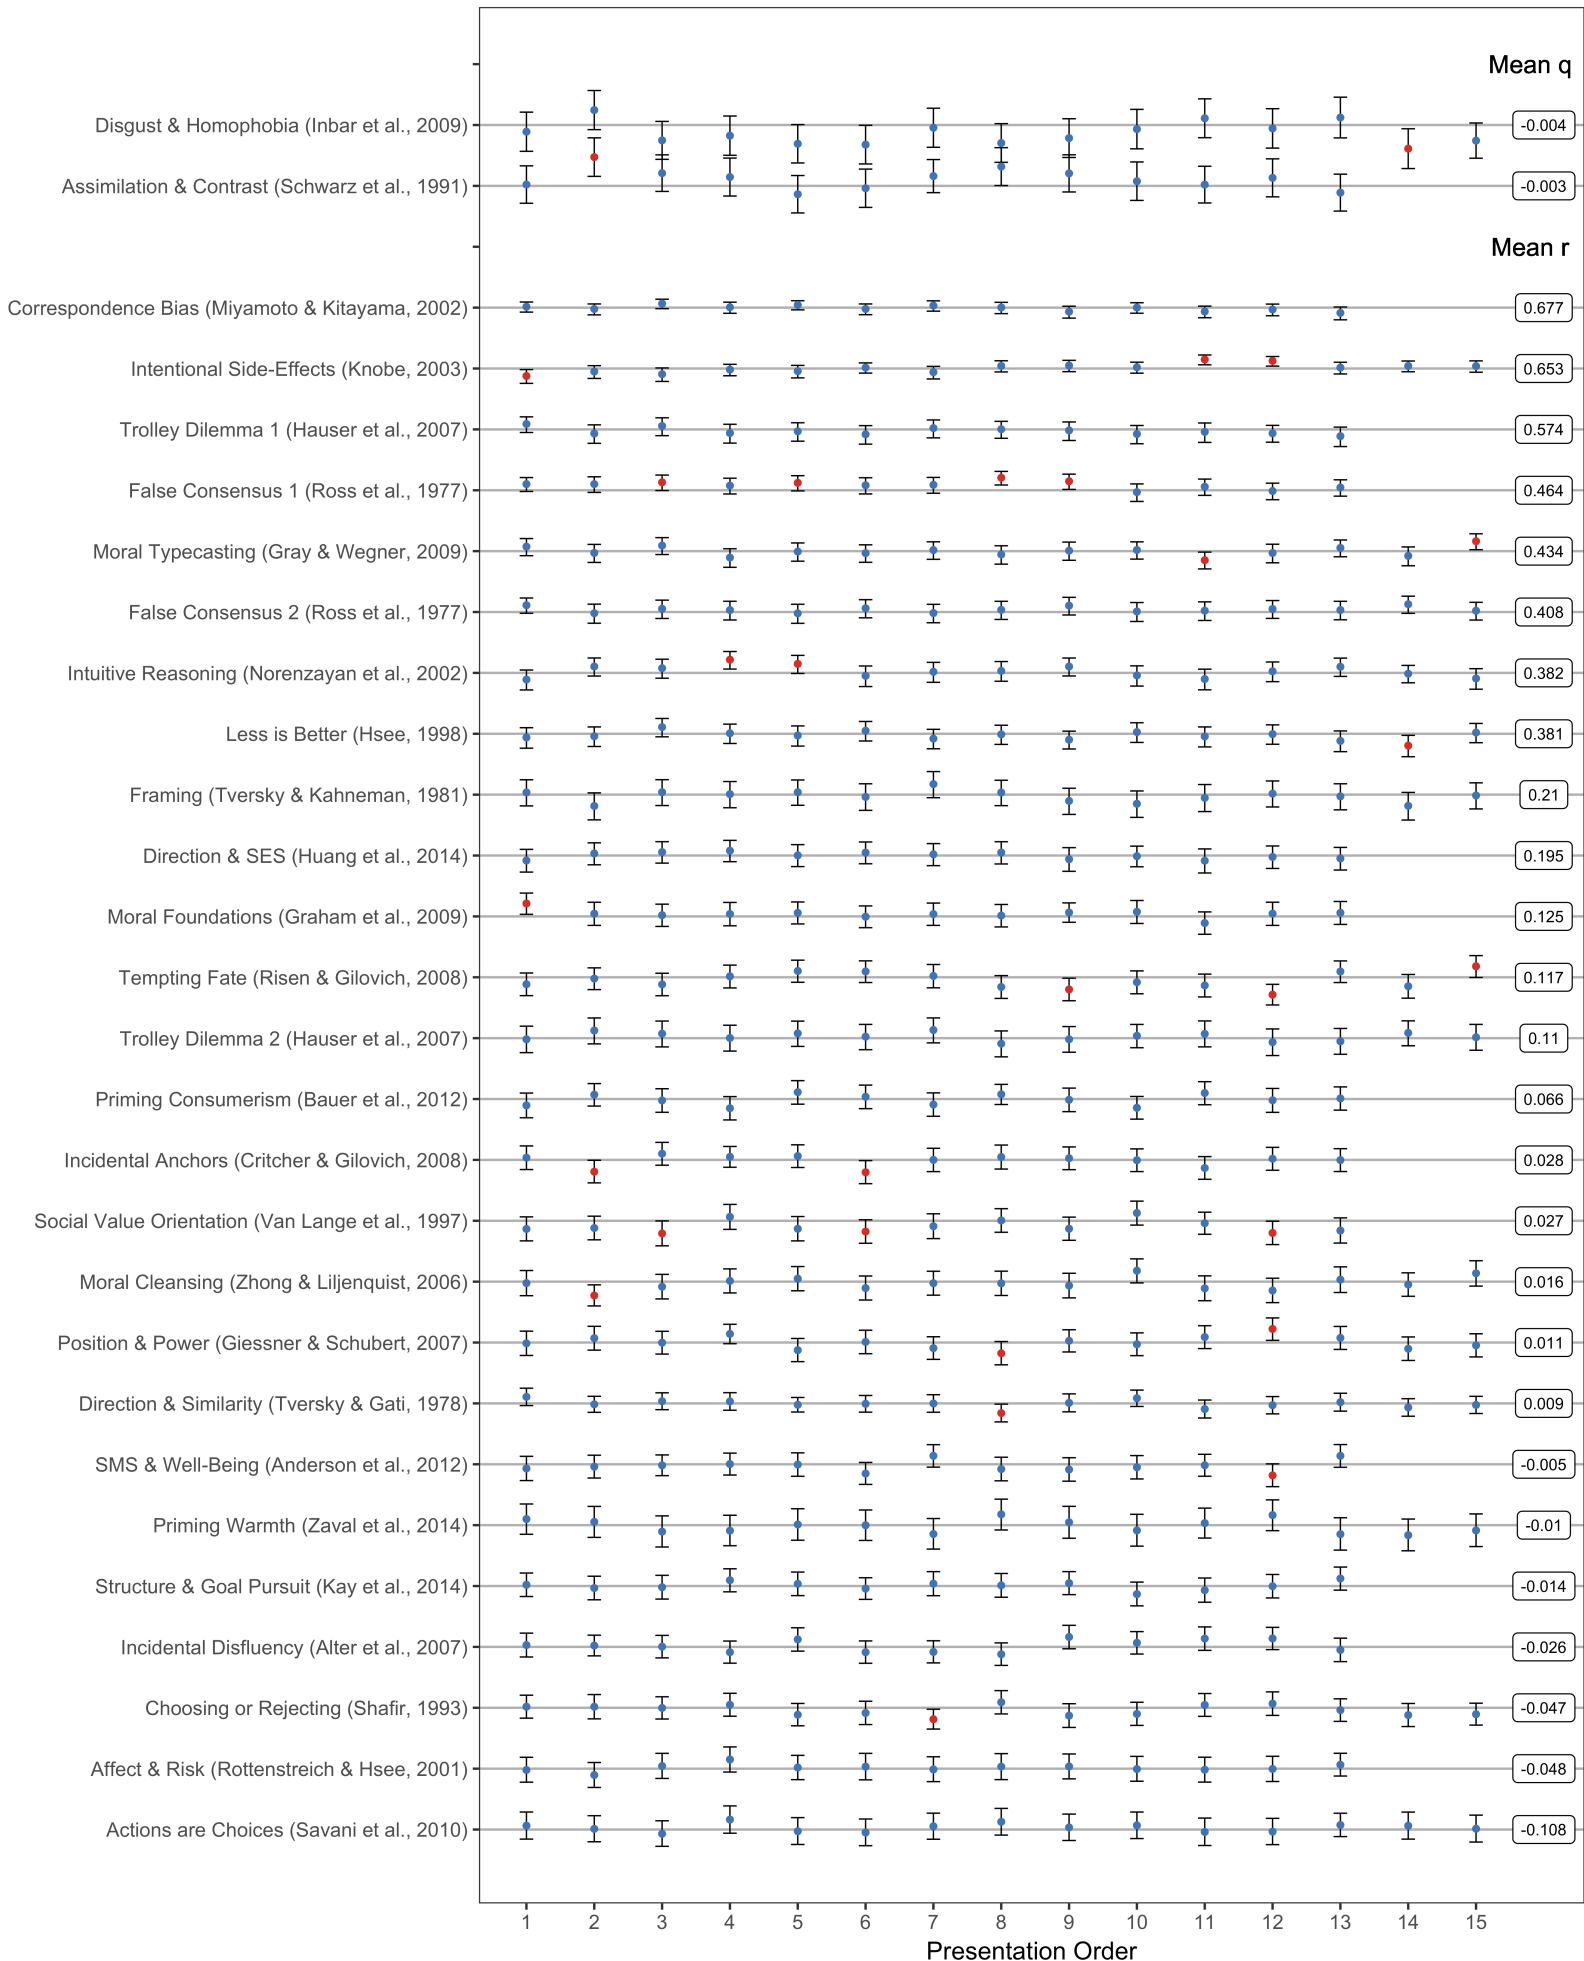 Mean q
Disgust & Homophobia (Inbar et al., 2009) -0.004
Assimilation & Contrast (Schwarz et al., 1991) -0.003
Mean r
Correspondence Bias (Miyamoto & Kitayama, 2002) 0.677
Intentional Side-Effects (Knobe, 2003) 0.653
Trolley Dilemma 1 (Hauser et al., 2007) 0.574
False Consensus 1 (Ross et al., 1977) 0.464
Moral Typecasting (Gray & Wegner, 2009) 0.434
False Consensus 2 (Ross et al., 1977) 0.408
Intuitive Reasoning (Norenzayan et al., 2002) 0.382
Less is Better (Hsee, 1998) 0.381
Framing (Tversky & Kahneman, 1981) 0.21
Direction & SES (Huang et al., 2014) 0.195
Moral Foundations (Graham et al., 2009) 0.125
Tempting Fate (Risen & Gilovich, 2008) 0.117
Trolley Dilemma 2 (Hauser et al., 2007) 0.11
Priming Consumerism (Bauer et al., 2012) 0.066
Incidental Anchors (Critcher & Gilovich, 2008) 0.028
Social Value Orientation (Van Lange et al., 1997) 0.027
Moral Cleansing (Zhong & Liljenquist, 2006) 0.016
Position & Power (Giessner & Schubert, 2007) 0.011
Direction & Similarity (Tversky & Gati, 1978) 0.009
SMS & Well-Being (Anderson et al., 2012) -0.005
Priming Warmth (Zaval et al., 2014) -0.01
Structure & Goal Pursuit (Kay et al., 2014) -0.014
Incidental Disfluency (Alter et al., 2007) -0.026
Choosing or Rejecting (Shafir, 1993) -0.047
Affect & Risk (Rottenstreich & Hsee, 2001) -0.048
Actions are Choices (Savani et al., 2010) -0.108
1 2 3 4 5 6 7 8 9 10 11 12 13 14 15
Presentation Order